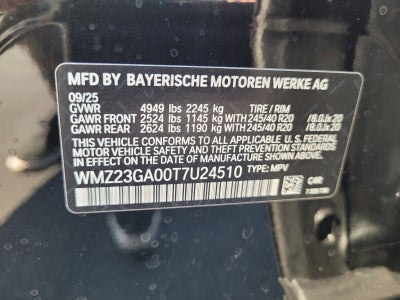 MFD BY BAYERISCHE MOTOREN WERKE AG
09/25
GVWR 4949 lbs 2245 kg TIRE / RIM
GAWR FRONT 2524 lbs 1145 kg WITH 245/40 R20 /8.0Jx20
GAWR REAR 2624 lbs 1190 kg WITH 245/40 R20 /8.0Jx20
THIS VEHICLE CONFORMS TO ALL APPLICABLE U.S. FEDERAL
MOTOR VEHICLE SAFETY STANDARDS IN EFFECT ON THE DATE OF
MANUFACTURE SHOWN ABOVE.
WMZ23GA00T7U24510 TYPE: MPV C4R